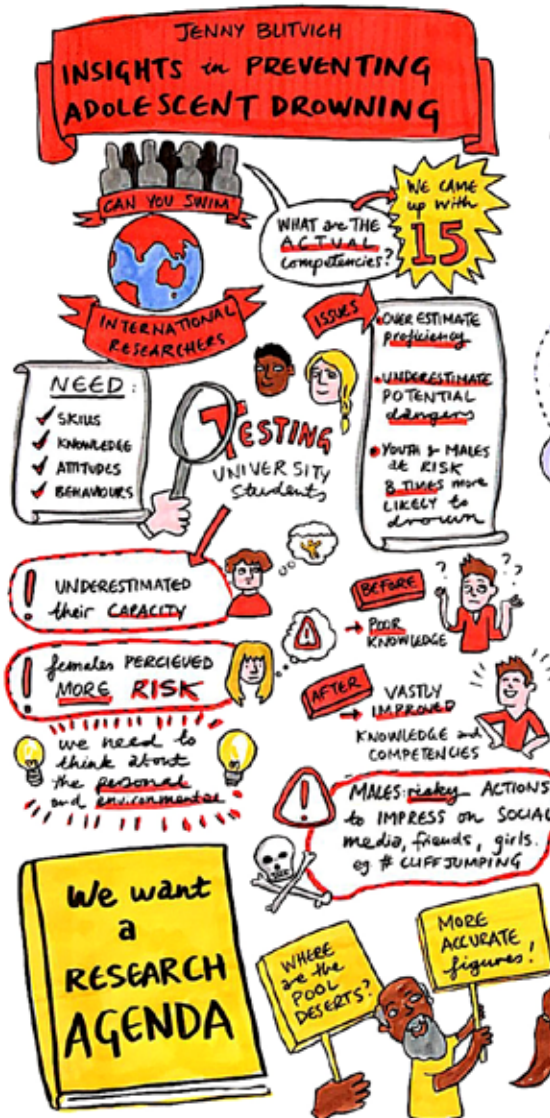 JENNY BLITVICH
INSIGHTS in PREVENTING
ADOLESCENT DROWNING
CAN YOU SWIM
INTERNATIONAL
RESEARCHERS
WHAT are THE
ACTUAL
competencies?
WE CAME
up with
15
ISSUES
OVER ESTIMATE
proficiency
UNDERESTIMATE
POTENTIAL
dangers
YOUTH & MALES
at RISK
8 TIMES more
LIKELY to
drown
NEED:
SKILLS
KNOWLEDGE
ATTITUDES
BEHAVIOURS
TESTING
UNIVERSITY
Students
! UNDERESTIMATED
their CAPACITY
! females PERCIEVED
MORE RISK
we need to
think about
the personal
and environmental
BEFORE
→ POOR
KNOWLEDGE
AFTER
→ VASTLY
IMPROVED
KNOWLEDGE and
COMPETENCIES
MALES: risky ACTIONS
to IMPRESS on SOCIAL
media, friends, girls.
eg. # CLIFF JUMPING
We want
a
RESEARCH
AGENDA
WHERE
are the
POOL
DESERTS?
MORE
ACCURATE
figures!